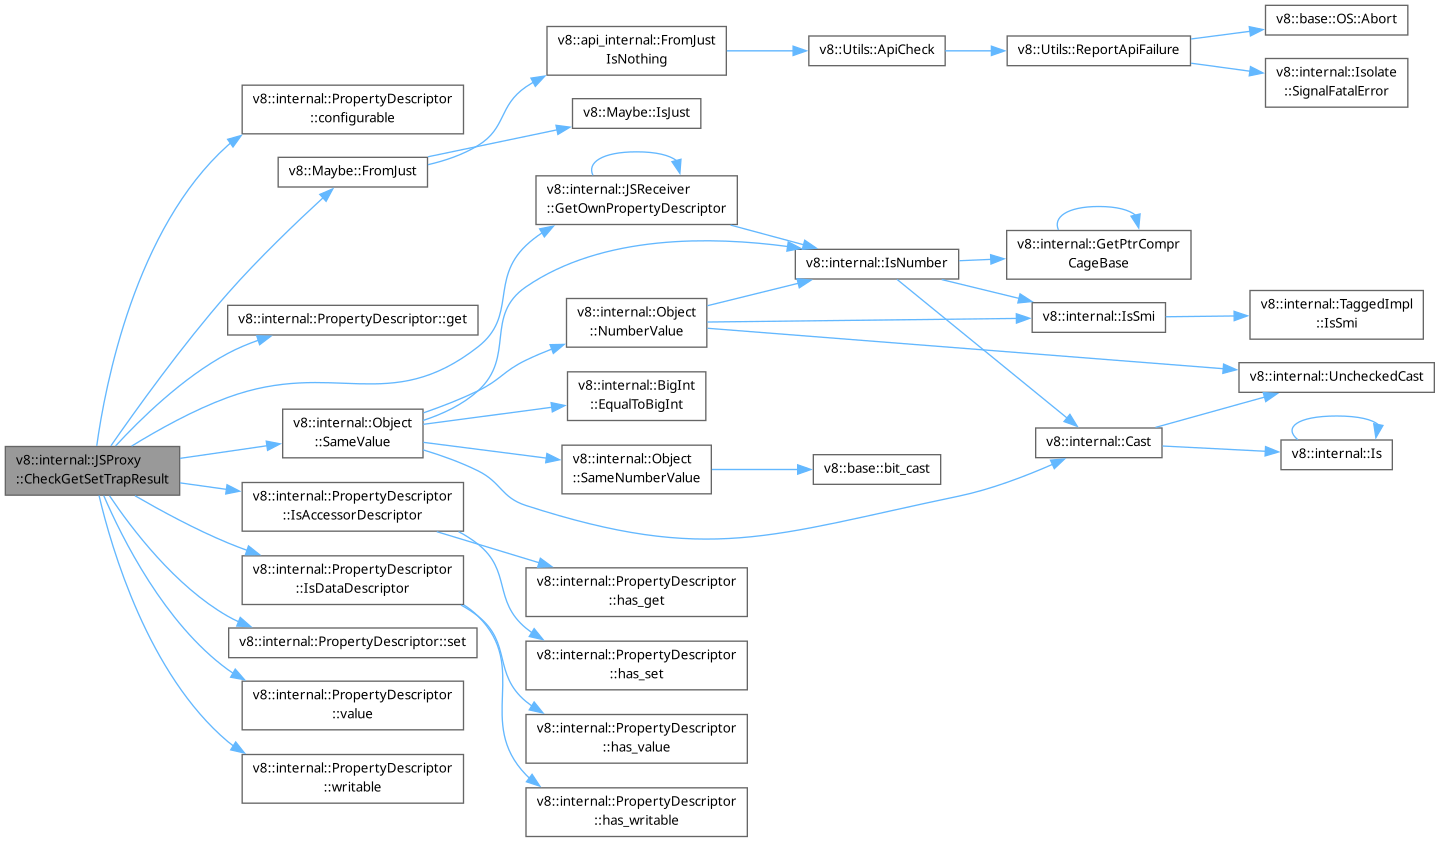 v8::internal::JSProxy
::CheckGetSetTrapResult
v8::internal::PropertyDescriptor
::configurable
v8::Maybe::FromJust
v8::internal::PropertyDescriptor::get
v8::internal::Object
::SameValue
v8::internal::PropertyDescriptor
::IsAccessorDescriptor
v8::internal::PropertyDescriptor
::IsDataDescriptor
v8::internal::PropertyDescriptor::set
v8::internal::PropertyDescriptor
::value
v8::internal::PropertyDescriptor
::writable
v8::api_internal::FromJust
IsNothing
v8::Maybe::IsJust
v8::internal::JSReceiver
::GetOwnPropertyDescriptor
v8::internal::Object
::NumberValue
v8::internal::BigInt
::EqualToBigInt
v8::internal::Object
::SameNumberValue
v8::internal::PropertyDescriptor
::has_get
v8::internal::PropertyDescriptor
::has_set
v8::internal::PropertyDescriptor
::has_value
v8::internal::PropertyDescriptor
::has_writable
v8::Utils::ApiCheck
v8::internal::IsNumber
v8::base::bit_cast
v8::Utils::ReportApiFailure
v8::internal::GetPtrCompr
CageBase
v8::internal::IsSmi
v8::internal::Cast
v8::base::OS::Abort
v8::internal::Isolate
::SignalFatalError
v8::internal::TaggedImpl
::IsSmi
v8::internal::UncheckedCast
v8::internal::Is